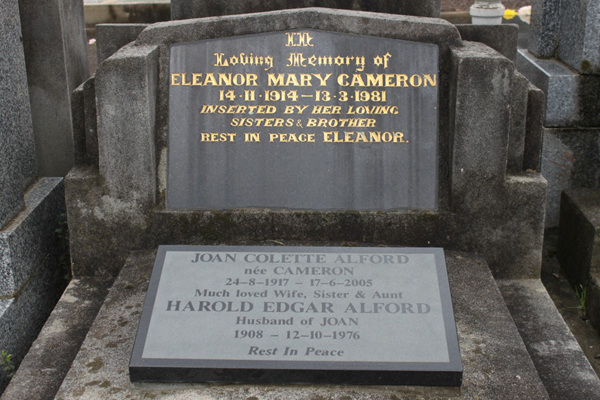 IN
Loving Memory of
ELEANOR MARY CAMERON
14·11·1914 — 13·3·1981
INSERTED BY HER LOVING
SISTERS & BROTHER
REST IN PEACE ELEANOR.
JOAN COLETTE ALFORD
née CAMERON
24-8-1917 - 17-6-2005
Much loved Wife, Sister & Aunt
HAROLD EDGAR ALFORD
Husband of JOAN
1908 - 12-10-1976
Rest In Peace